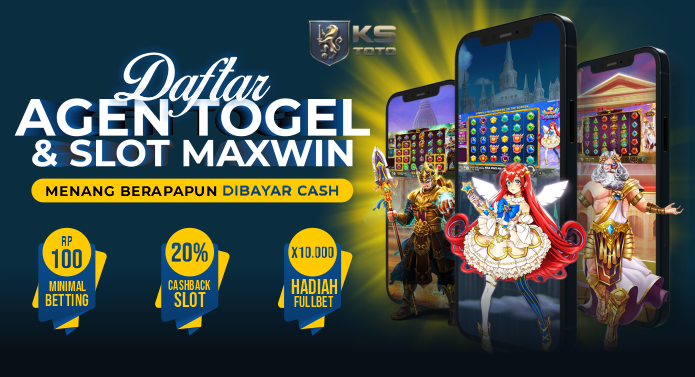 KS
TOTO
Daftar
AGEN TOGEL
& SLOT MAXWIN
MENANG BERAPAPUN DIBAYAR CASH
RP
100
MINIMAL
BETTING
20%
CASHBACK
SLOT
X10.000
HADIAH
FULLBET